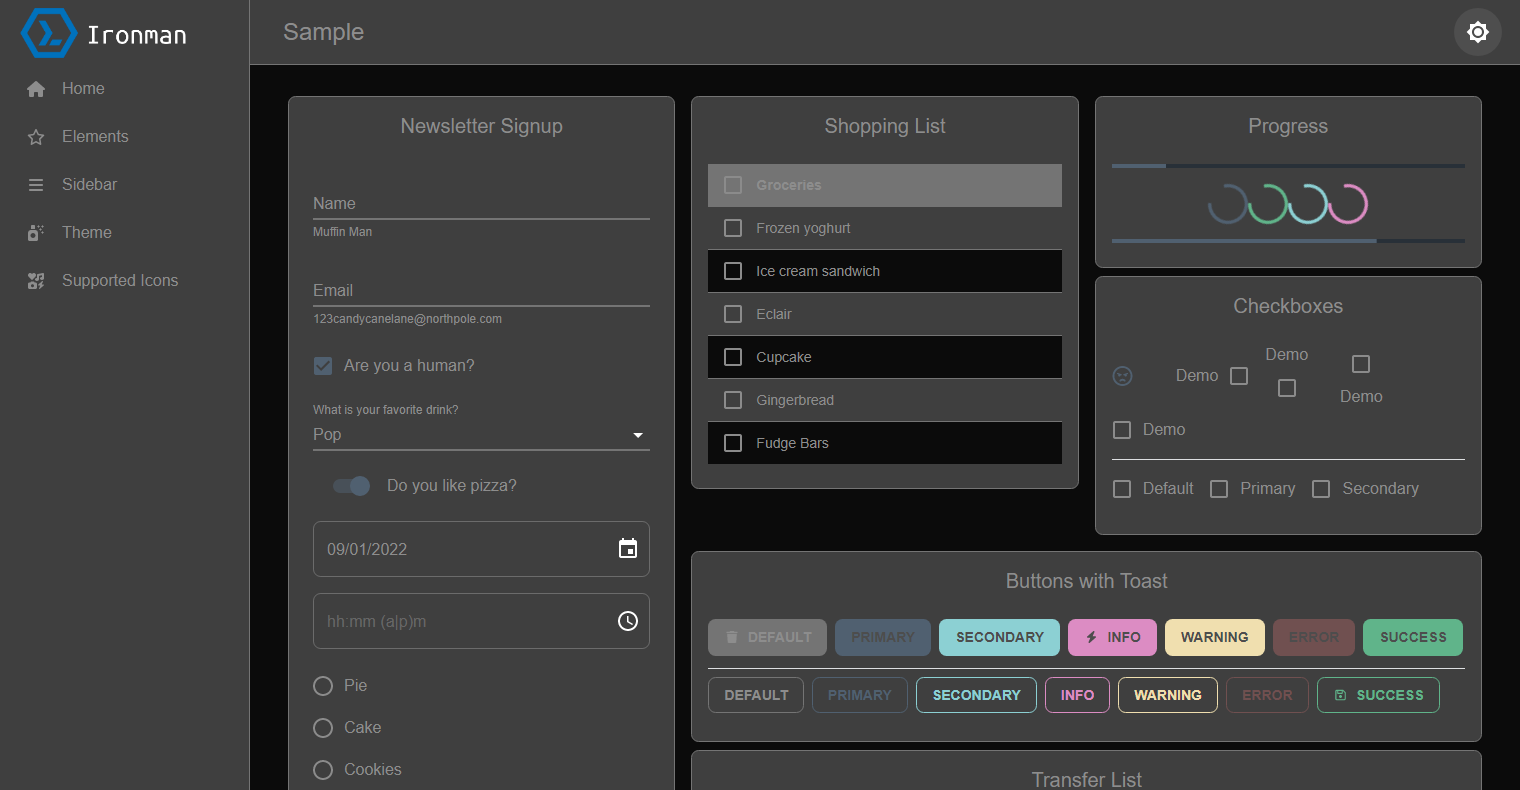 Ironman
Sample
Home
Elements
Sidebar
Theme
Supported Icons
Newsletter Signup
Name
Muffin Man
Email
123candycanelane@northpole.com
Are you a human?
What is your favorite drink?
Pop
Do you like pizza?
09/01/2022
hh:mm (a|p)m
Pie
Cake
Cookies
Shopping List
Groceries
Frozen yoghurt
Ice cream sandwich
Eclair
Cupcake
Gingerbread
Fudge Bars
Progress
Checkboxes
Demo
Demo
Demo
Demo
Default Primary Secondary
Buttons with Toast
DEFAULT PRIMARY SECONDARY INFO WARNING ERROR SUCCESS
DEFAULT PRIMARY SECONDARY INFO WARNING ERROR SUCCESS
Transfer List